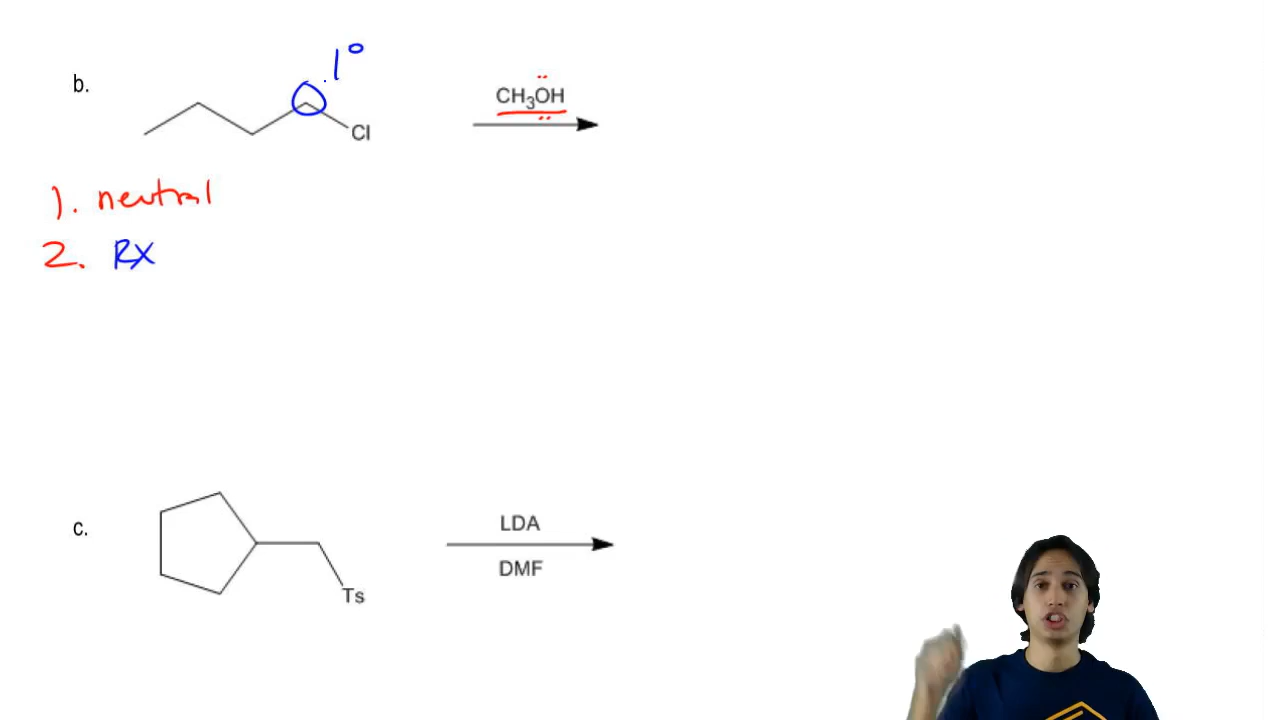 b.
1°
Cl
CH₃OH
1. neutral
2. RX
c.
Ts
LDA
DMF